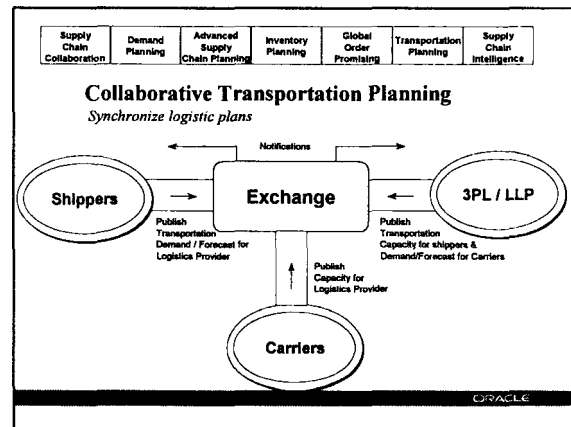 Supply
Chain
Collaboration
Demand
Planning
Advanced
Supply
Chain Planning
Inventory
Planning
Global
Order
Promising
Transportation
Planning
Supply
Chain
Intelligence
Collaborative Transportation Planning
Synchronize logistic plans
Notifications
Shippers
Exchange
3PL / LLP
Publish
Transportation
Demand / Forecast for
Logistics Provider
Publish
Transportation
Capacity for shippers &
Demand/Forecast for Carriers
Publish
Capacity for
Logistics Provider
Carriers
ORACLE